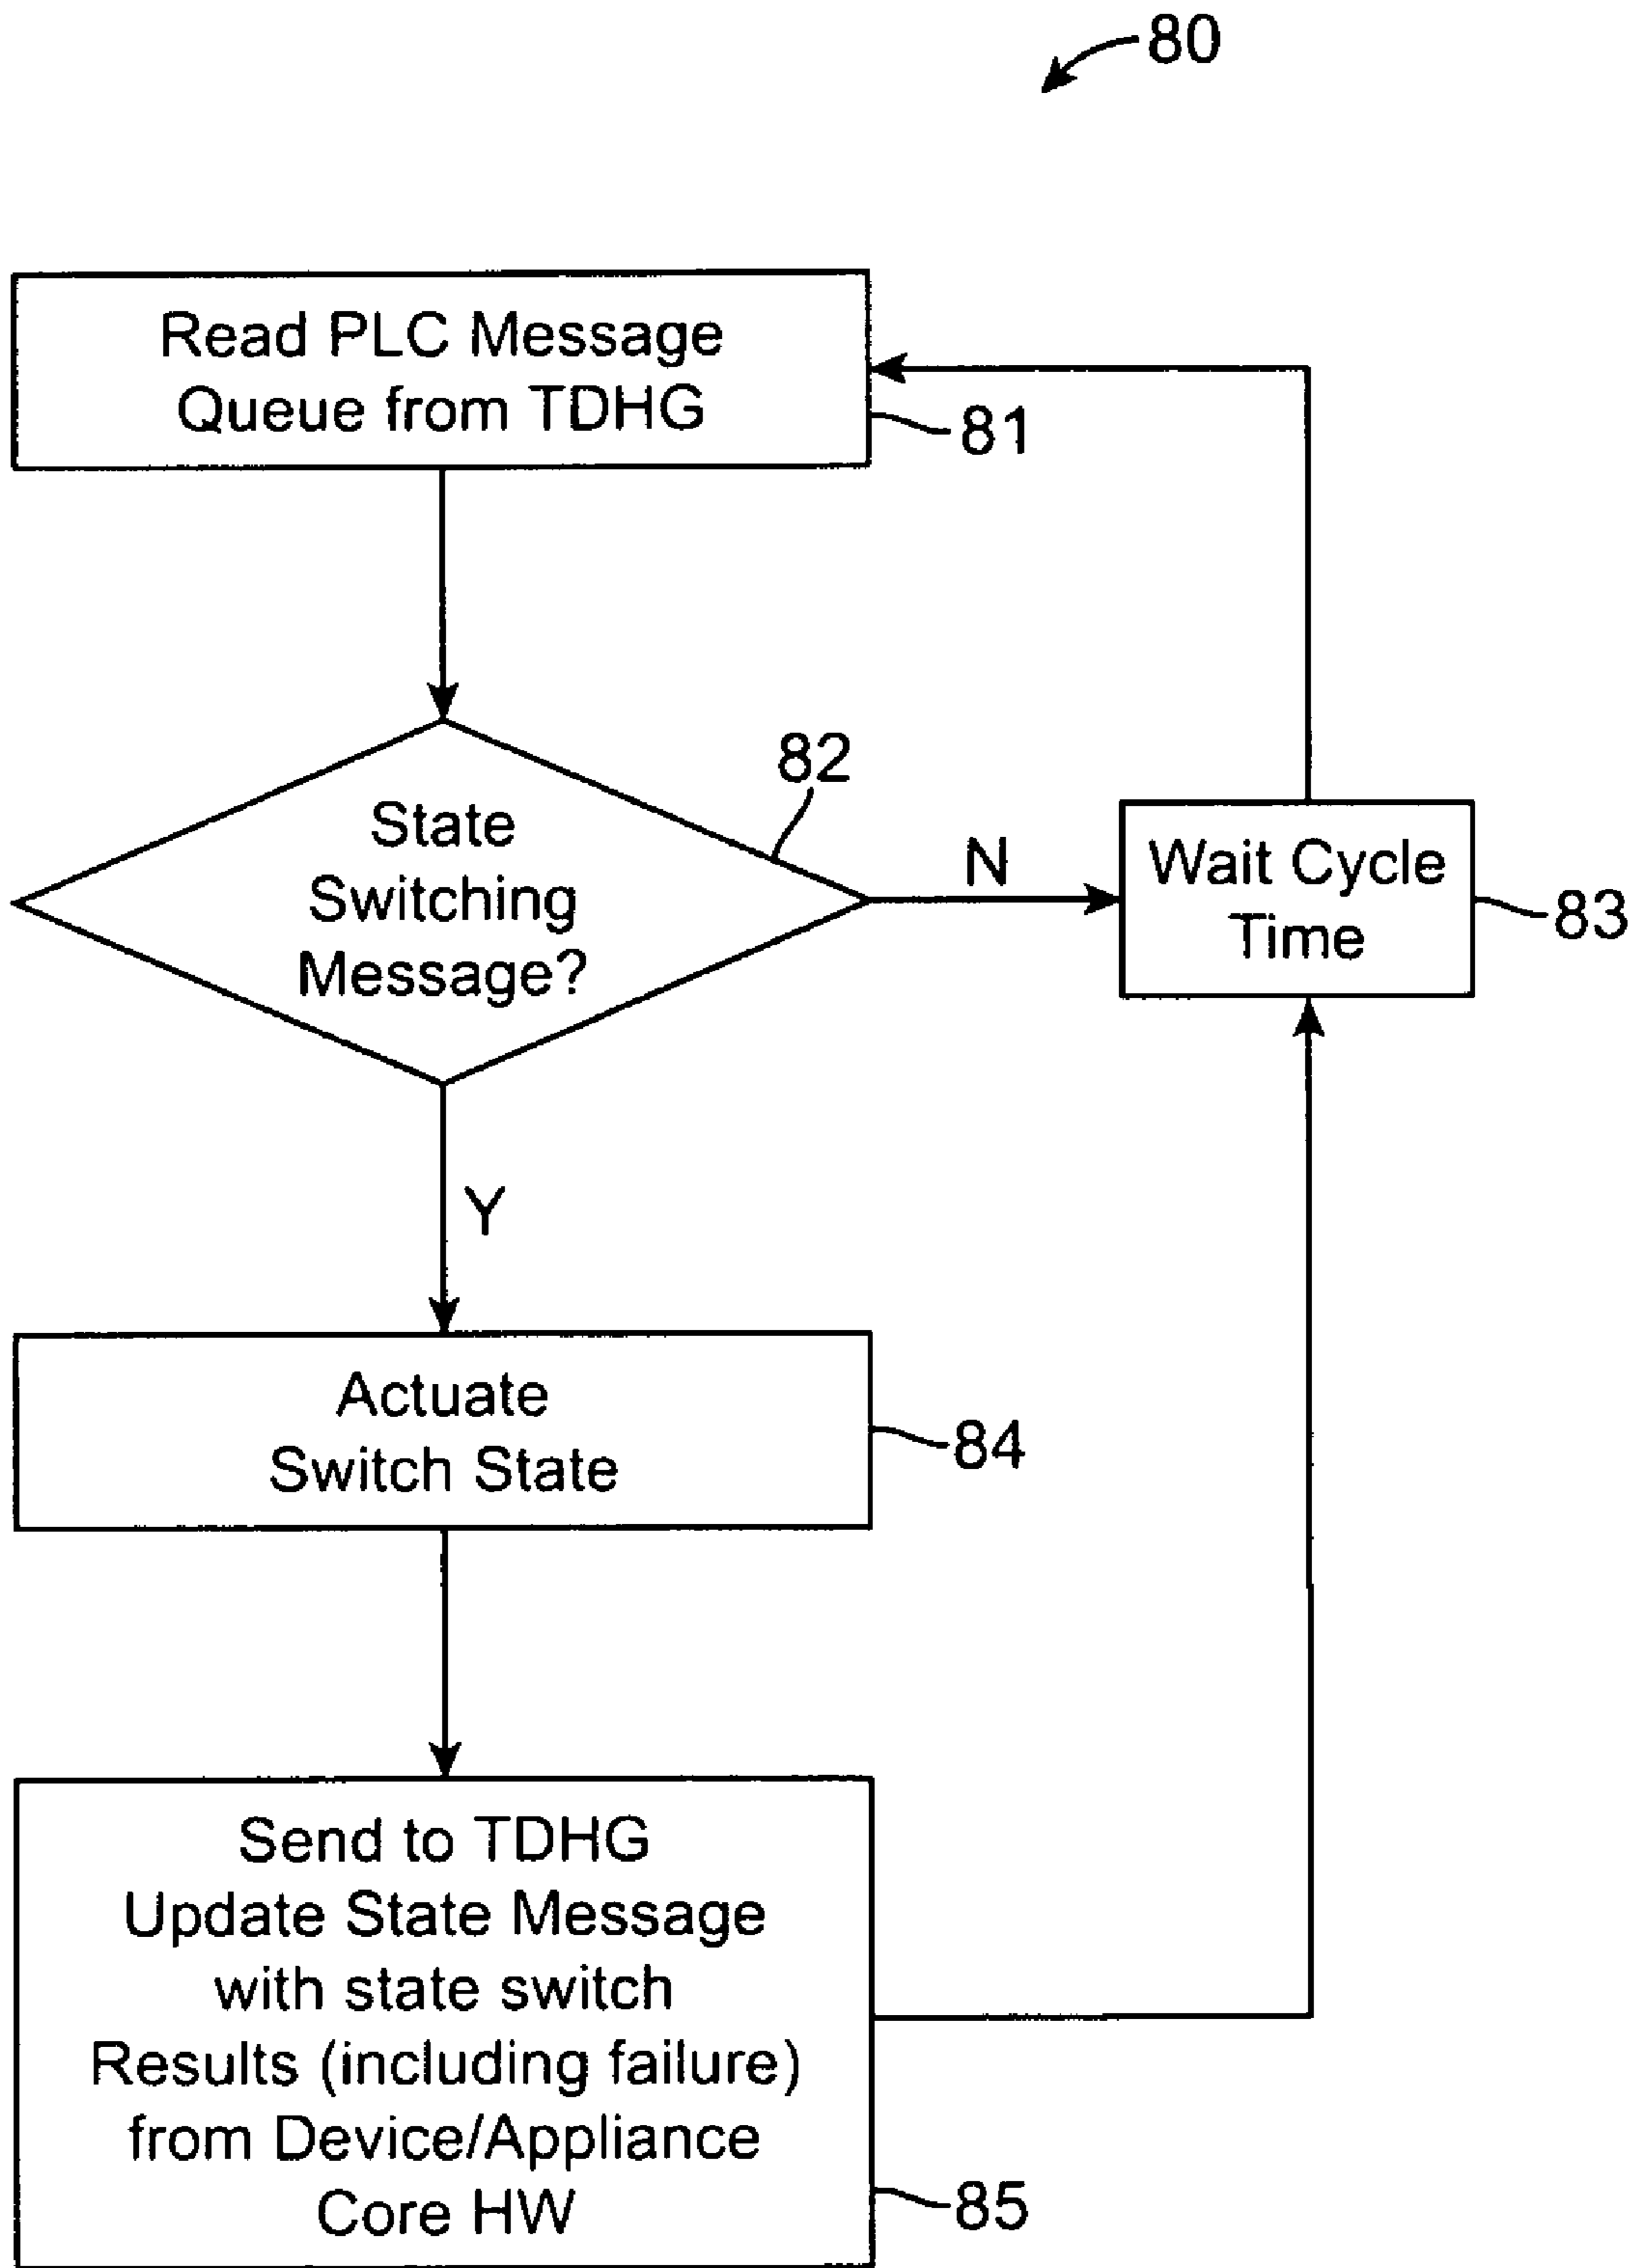 80
Read PLC Message
Queue from TDHG
81
82
State
Switching
Message?
N
Wait Cycle
Time
83
Y
Actuate
Switch State
84
Send to TDHG
Update State Message
with state switch
Results (including failure)
from Device/Appliance
Core HW
85